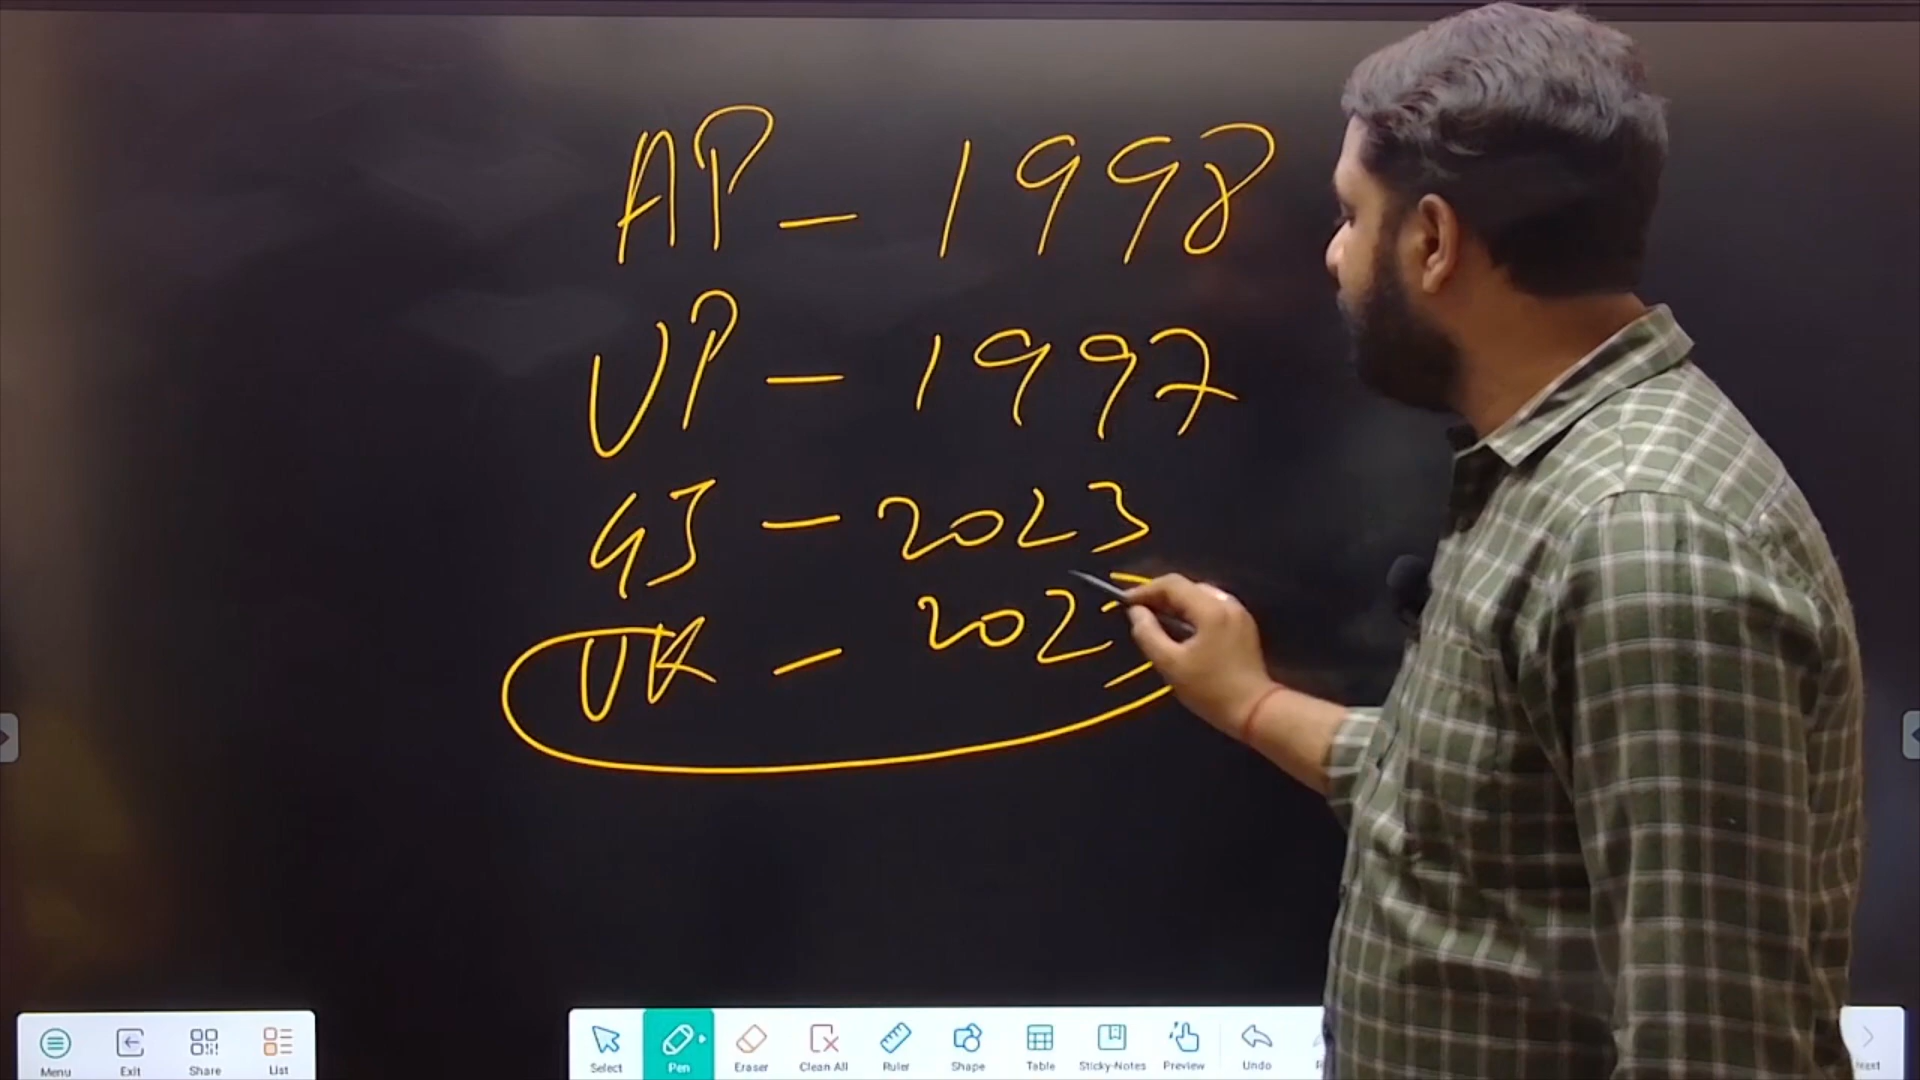 AP - 1998
UP - 1997
GJ - 2023
UK - 202
Menu
Exit
Share
List
Select
Pen
Eraser
Clean All
Ruler
Shape
Table
Sticky-Notes
Preview
Undo